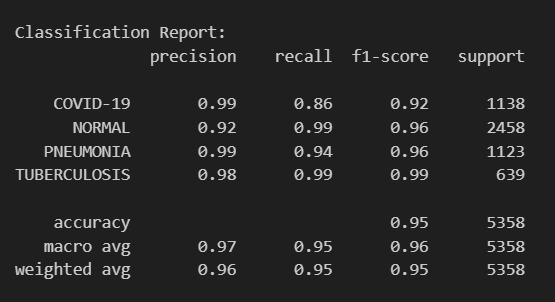 Classification Report:
precision recall f1-score support
COVID-19 0.99 0.86 0.92 1138
NORMAL 0.92 0.99 0.96 2458
PNEUMONIA 0.99 0.94 0.96 1123
TUBERCULOSIS 0.98 0.99 0.99 639
accuracy 0.95 5358
macro avg 0.97 0.95 0.96 5358
weighted avg 0.96 0.95 0.95 5358